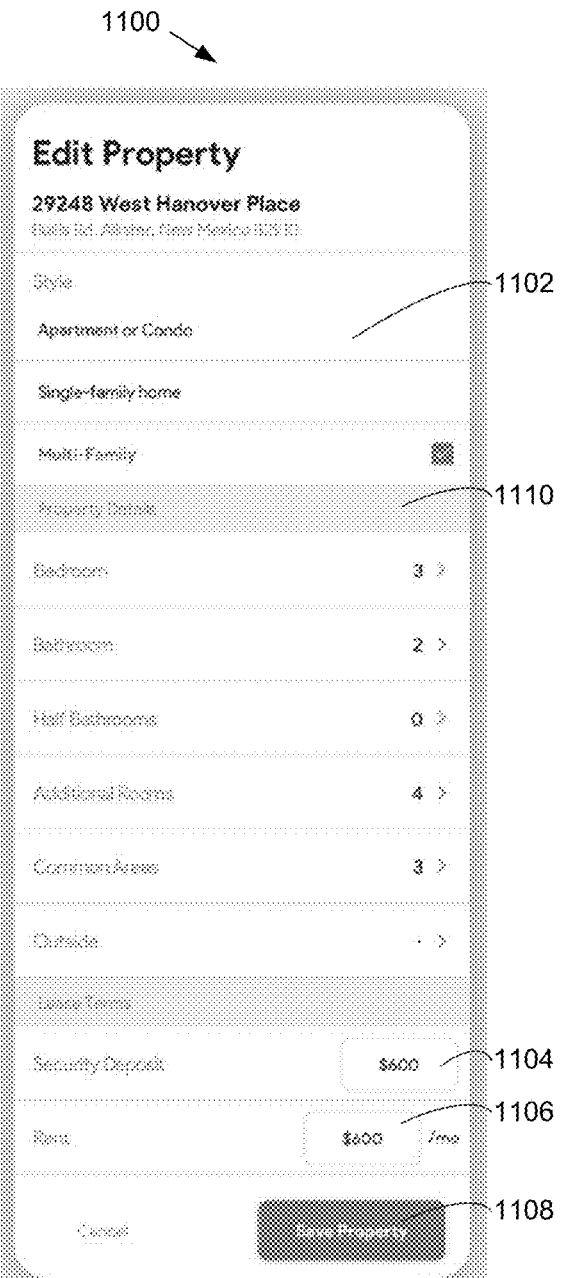 1100
Edit Property
29248 West Hanover Place
New Mexico
Style
1102
Apartment or Condo
Single-family home
Multi-Family
1110
Property Details
Bedroom 3 >
Bathroom 2 >
Half Bathrooms 0 >
Additional Rooms 4 >
Common Areas 3 >
Outside - >
Lease Terms
Security Deposit $600 1104
1106
Rent $600 /mo
Cancel Save Property 1108